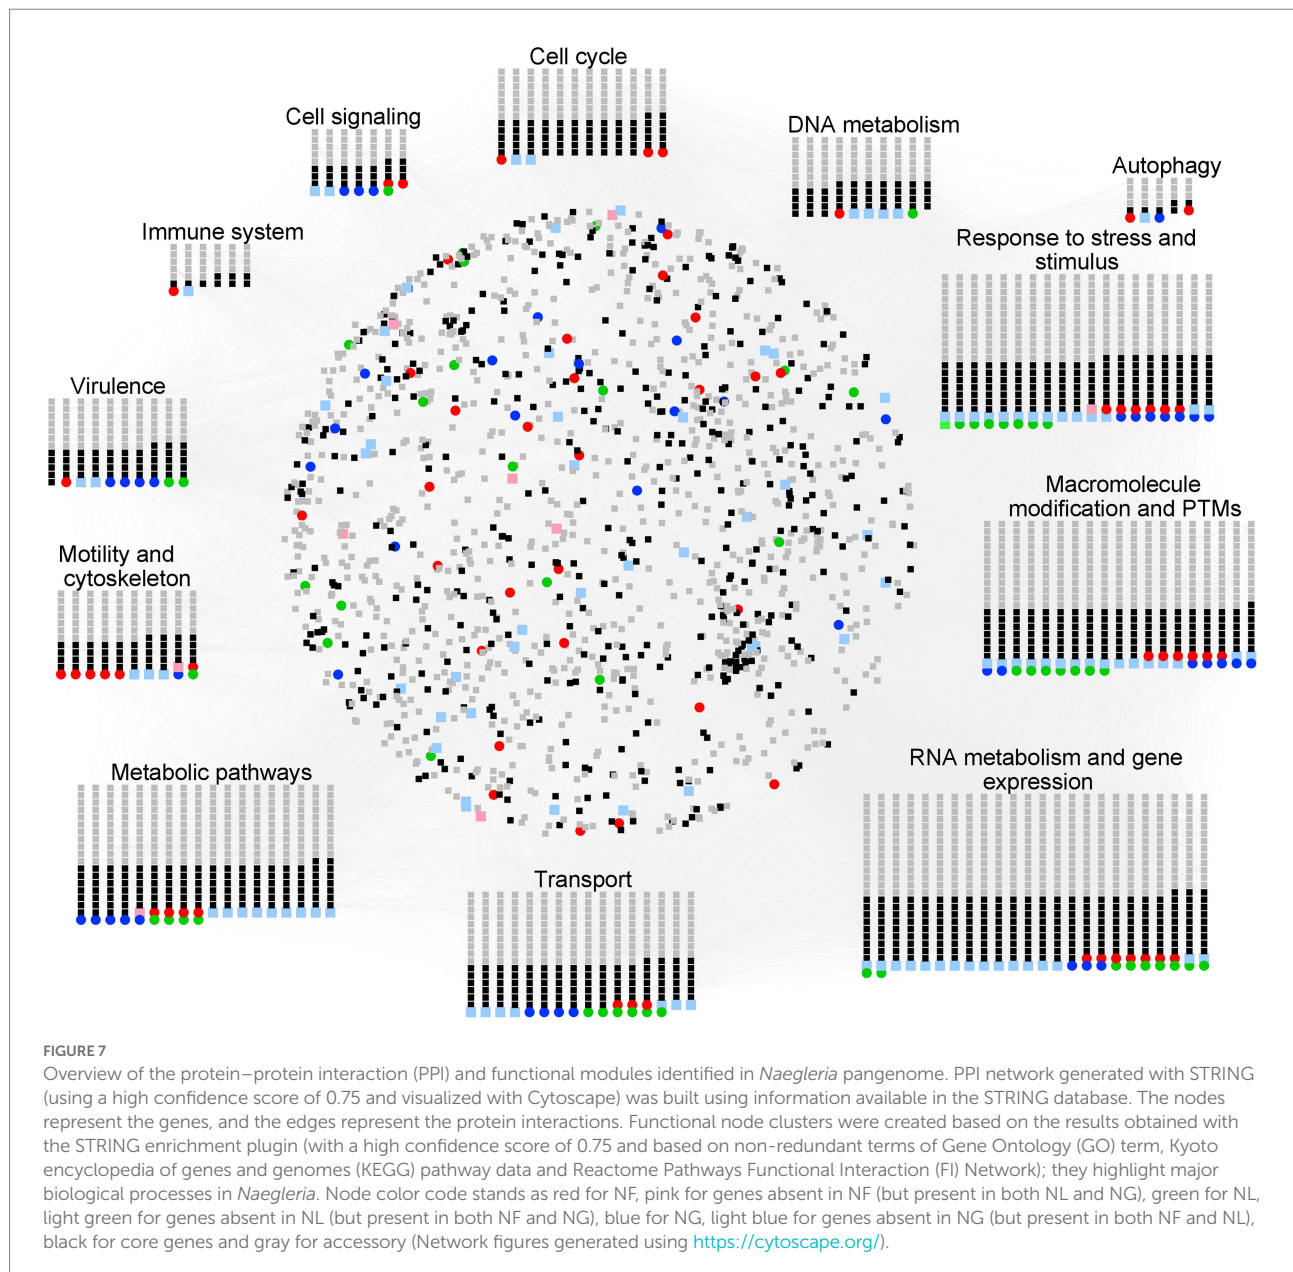 Cell cycle
Cell signaling
DNA metabolism
Autophagy
Immune system
Response to stress and
stimulus
Virulence
Macromolecule
modification and PTMs
Motility and
cytoskeleton
RNA metabolism and gene
expression
Metabolic pathways
Transport
FIGURE 7
Overview of the protein–protein interaction (PPI) and functional modules identified in Naegleria pangenome. PPI network generated with STRING
(using a high confidence score of 0.75 and visualized with Cytoscape) was built using information available in the STRING database. The nodes
represent the genes, and the edges represent the protein interactions. Functional node clusters were created based on the results obtained with
the STRING enrichment plugin (with a high confidence score of 0.75 and based on non-redundant terms of Gene Ontology (GO) term, Kyoto
encyclopedia of genes and genomes (KEGG) pathway data and Reactome Pathways Functional Interaction (FI) Network); they highlight major
biological processes in Naegleria. Node color code stands as red for NF, pink for genes absent in NF (but present in both NL and NG), green for NL,
light green for genes absent in NL (but present in both NF and NG), blue for NG, light blue for genes absent in NG (but present in both NF and NL),
black for core genes and gray for accessory (Network figures generated using https://cytoscape.org/).